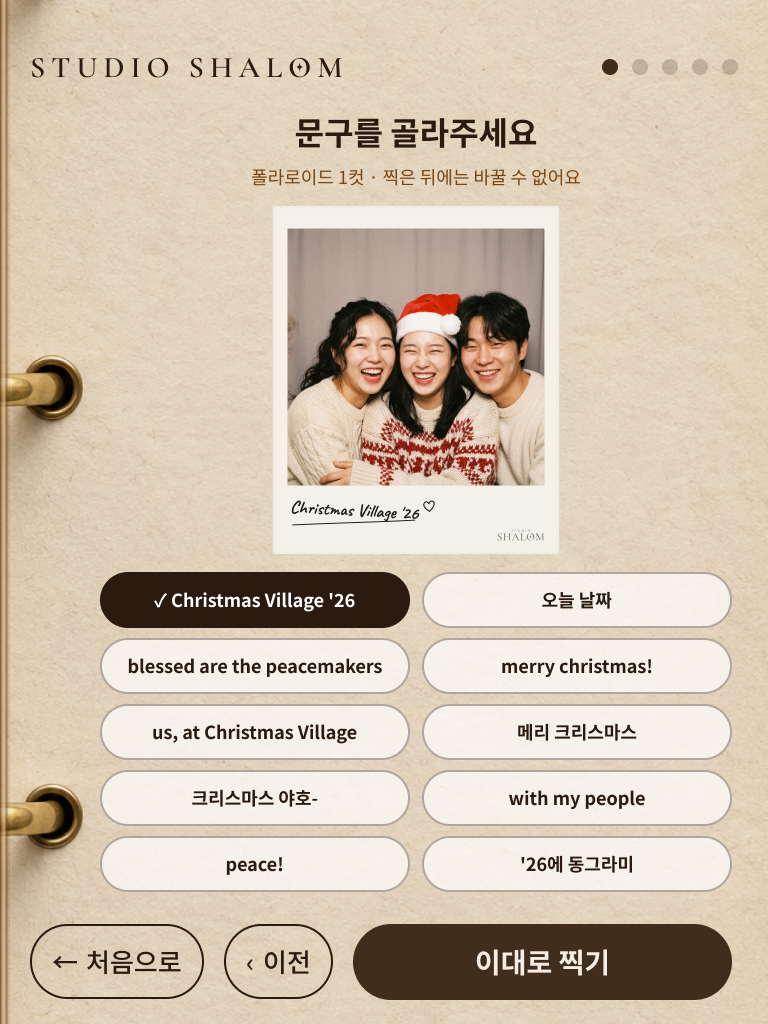 STUDIO SHALOM
문구를 골라주세요
폴라로이드 1컷 · 찍은 뒤에는 바꿀 수 없어요
Christmas Village '26♡
STUDIO
SHALOM
✓ Christmas Village '26
오늘 날짜
blessed are the peacemakers
merry christmas!
us, at Christmas Village
메리 크리스마스
크리스마스 야호-
with my people
peace!
'26에 동그라미
← 처음으로
‹ 이전
이대로 찍기